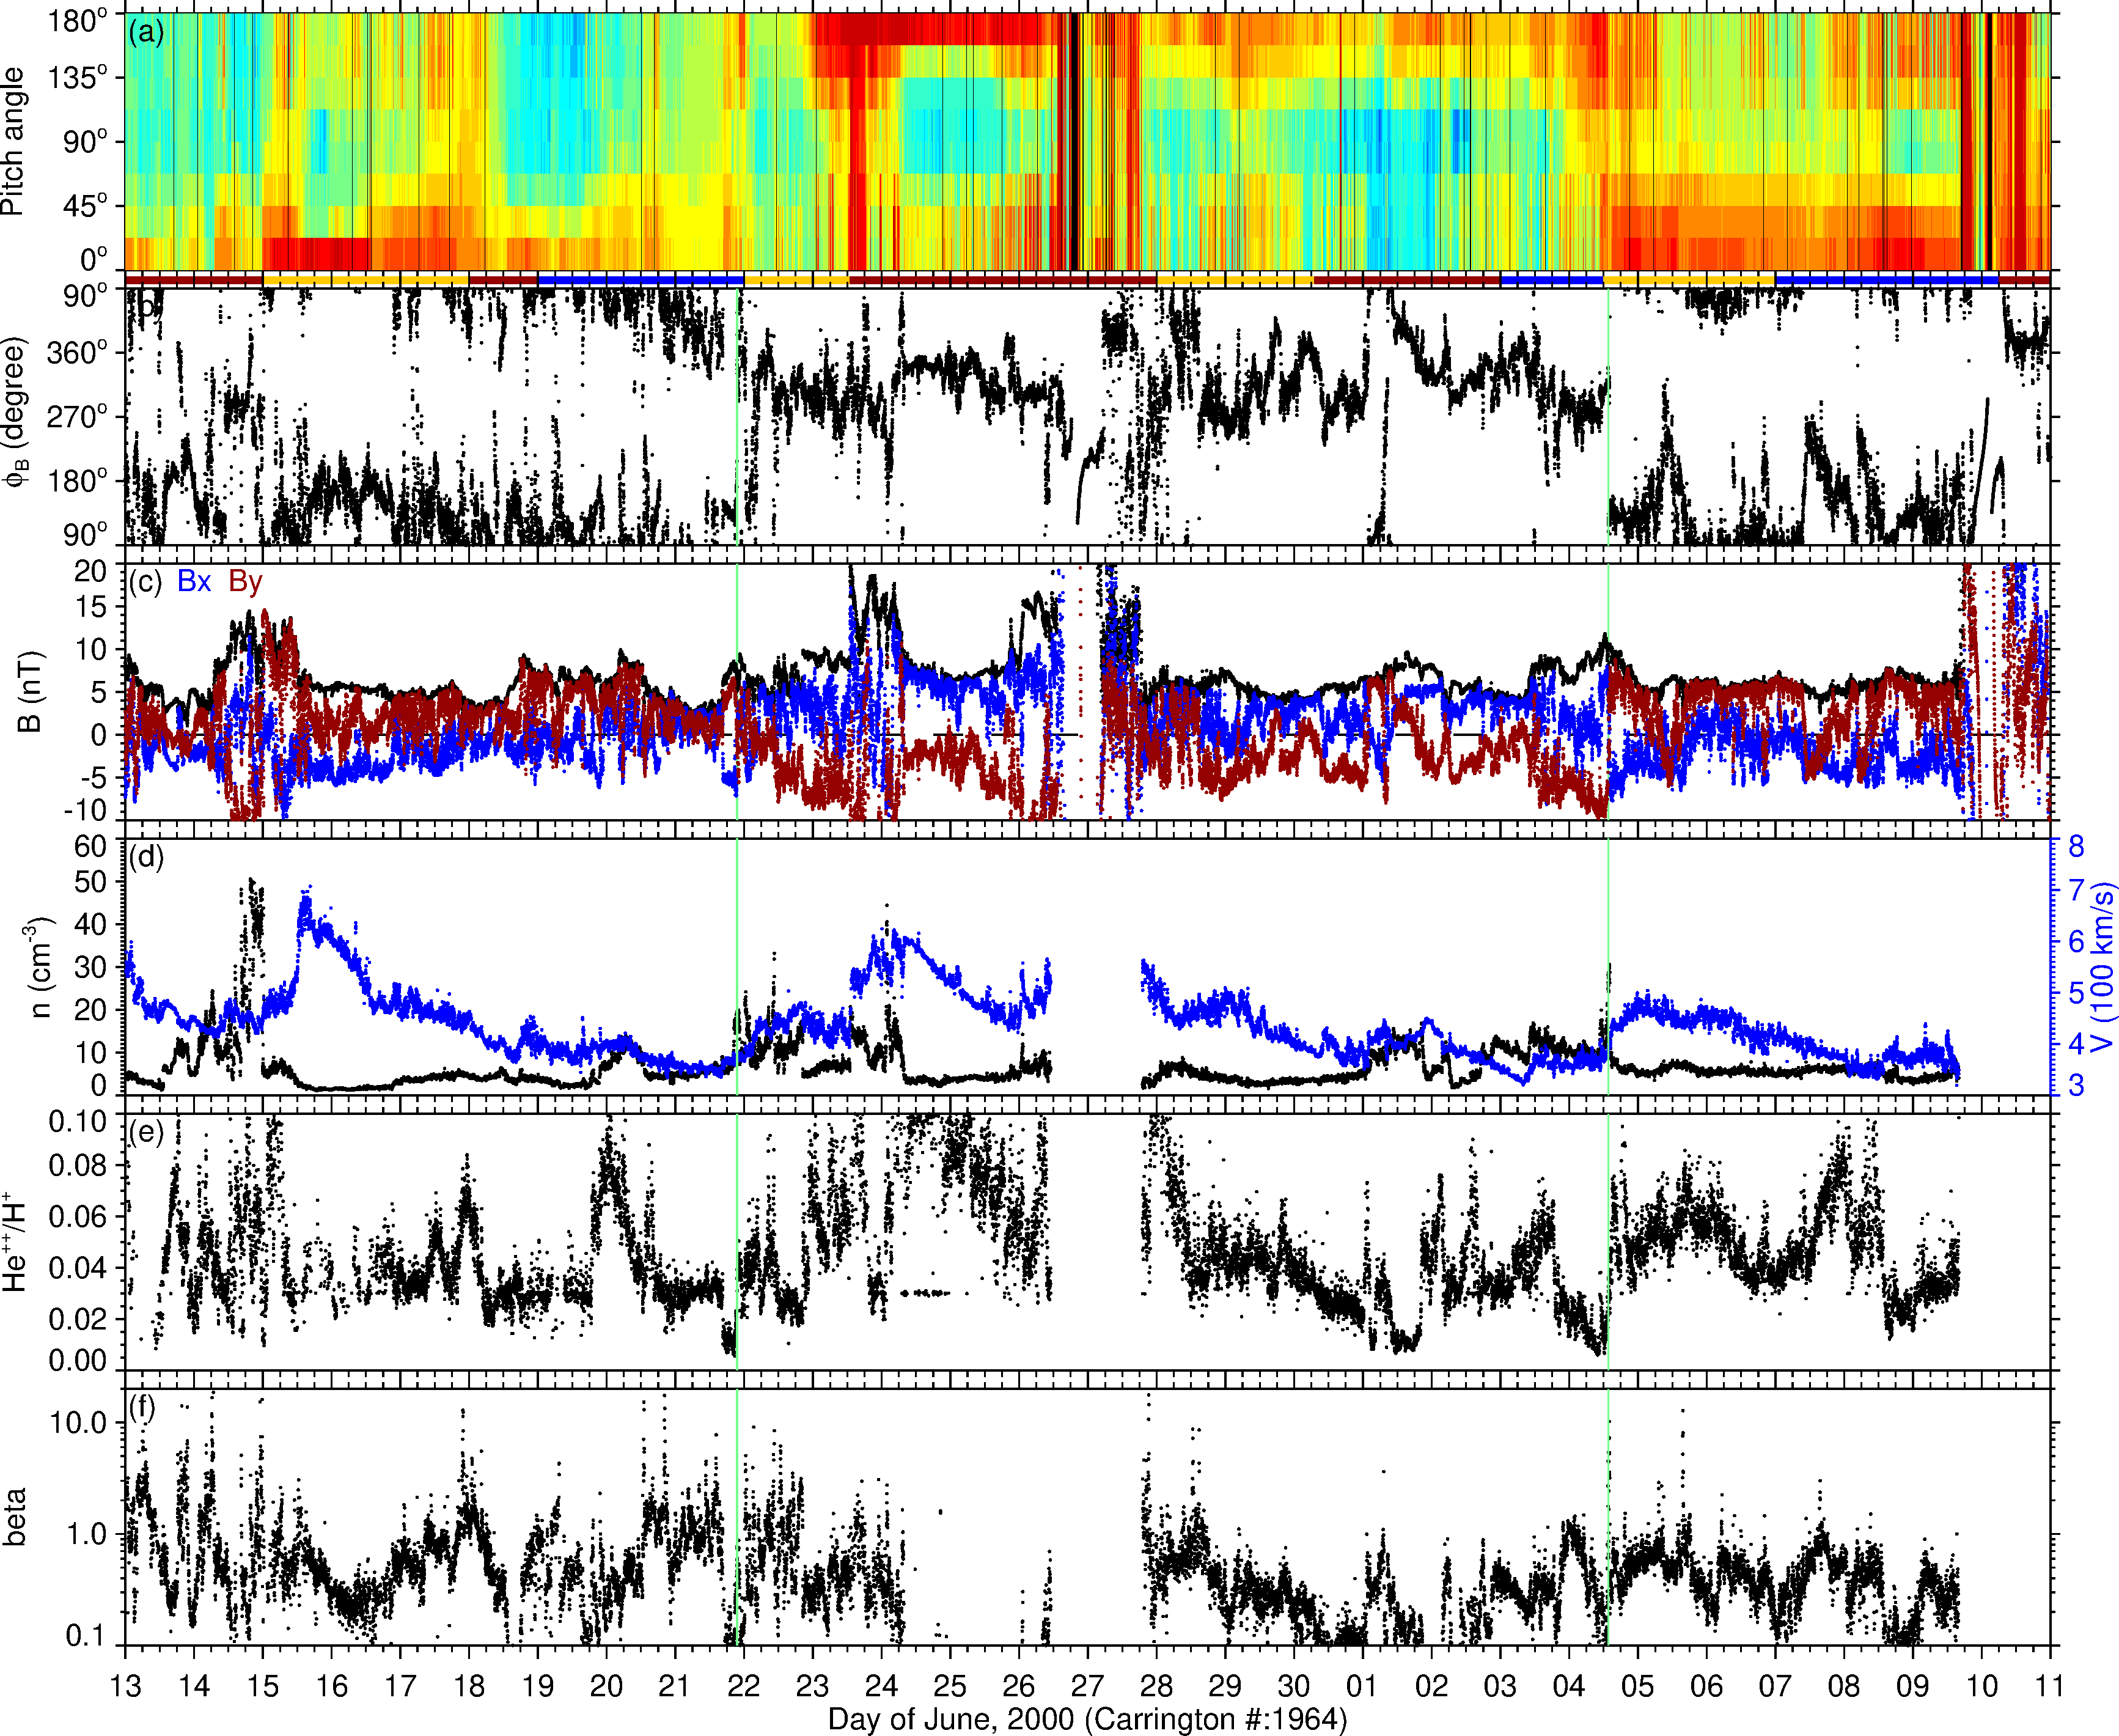 (a)
180°
135°
90°
45°
0°
Pitch angle
90°
360°
270°
180°
90°
ϕB (degree)
(c) Bx By
20
15
10
5
0
-5
-10
B (nT)
(d)
60
50
40
30
20
10
0
n (cm-3)
8
7
6
5
4
3
V (100 km/s)
(e)
0.10
0.08
0.06
0.04
0.02
0.00
He++/H+
(f)
10.0
1.0
0.1
beta
13 14 15 16 17 18 19 20 21 22 23 24 25 26 27 28 29 30 01 02 03 04 05 06 07 08 09 10 11
Day of June, 2000 (Carrington #:1964)